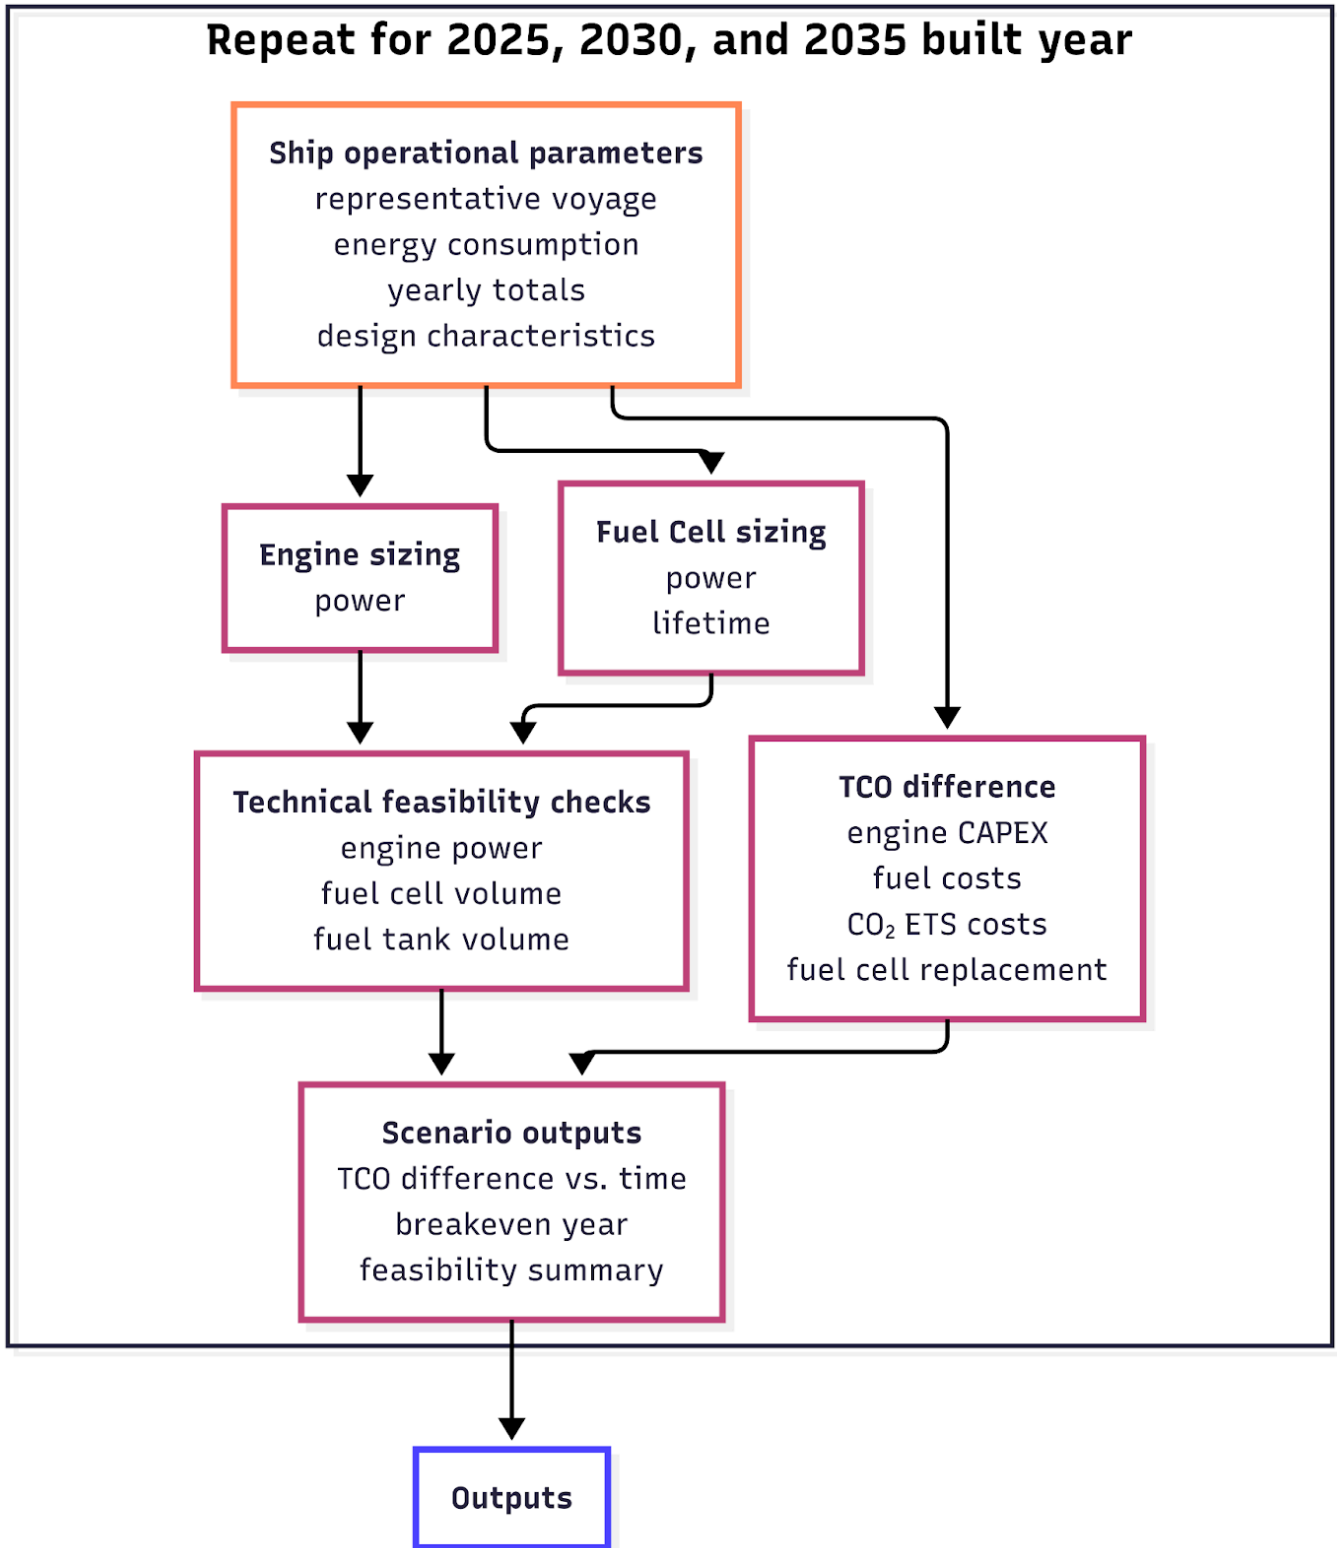 Repeat for 2025, 2030, and 2035 built year
Ship operational parameters
representative voyage
energy consumption
yearly totals
design characteristics
Engine sizing
power
Fuel Cell sizing
power
lifetime
Technical feasibility checks
engine power
fuel cell volume
fuel tank volume
TCO difference
engine CAPEX
fuel costs
CO₂ ETS costs
fuel cell replacement
Scenario outputs
TCO difference vs. time
breakeven year
feasibility summary
Outputs